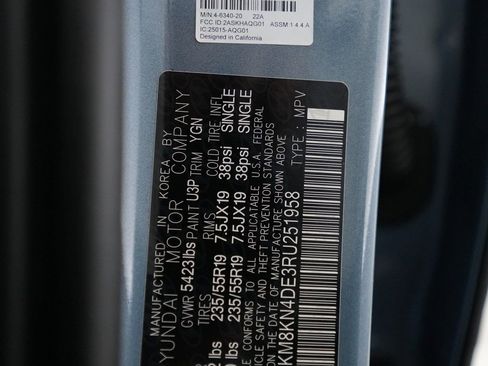 M/N:4-6340-20 22A
FCC ID:2ASKHAQG01 ASSM:1 4.4 A
IC:25015-AQG01
Designed in California
MANUFACTURED IN KOREA BY
YUNDAI MOTOR COMPANY
GVWR 5423lbs PAINT U3P TRIM YGN
TIRES RIMS COLD TIRE INFL
lbs 235/55R19 7.5JX19 38psi SINGLE
lbs 235/55R19 7.5JX19 38psi SINGLE
LE CONFORMS TO ALL APPLICABLE U.S.A. FEDERAL
LE SAFETY AND THEFT PREVENTION STANDARDS
DATE OF MANUFACTURE SHOWN ABOVE
KM8KN4DE3RU251958 TYPE: MPV